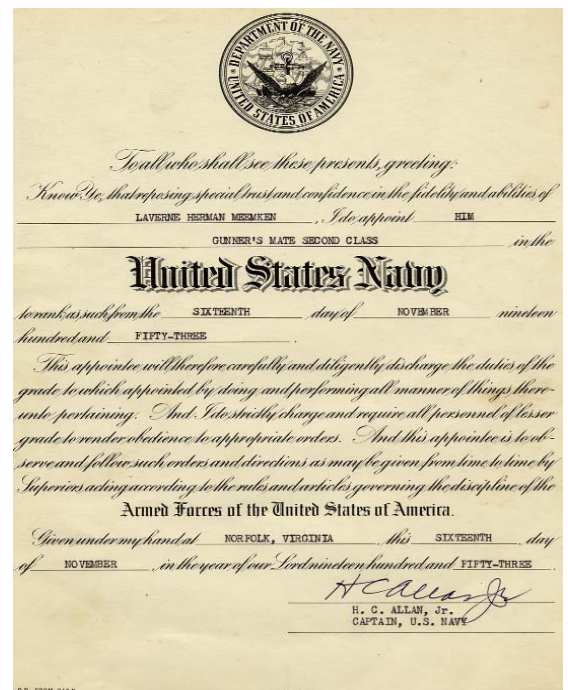 DEPARTMENT OF THE NAVY
UNITED STATES OF AMERICA
To all who shall see these presents, greeting:
Know Ye, that reposing special trust and confidence in the fidelity and abilities of
LAVERNE HERMAN MEEMKEN, I do appoint HIM
GUNNER'S MATE SECOND CLASS in the
United States Navy
to rank as such from the SIXTEENTH day of NOVEMBER nineteen
hundred and FIFTY-THREE.
This appointee will therefore carefully and diligently discharge the duties of the
grade to which appointed by doing and performing all manner of things there-
unto pertaining. And I do strictly charge and require all personnel of lesser
grade to render obedience to appropriate orders. And this appointee is to ob-
serve and follow such orders and directions as may be given from time to time by
Superiors acting according to the rules and articles governing the discipline of the
Armed Forces of the United States of America.
Given under my hand at NORFOLK, VIRGINIA this SIXTEENTH day
of NOVEMBER, in the year of our Lord nineteen hundred and FIFTY-THREE.
H C Allan Jr
H. C. ALLAN, Jr.
CAPTAIN, U.S. NAVY